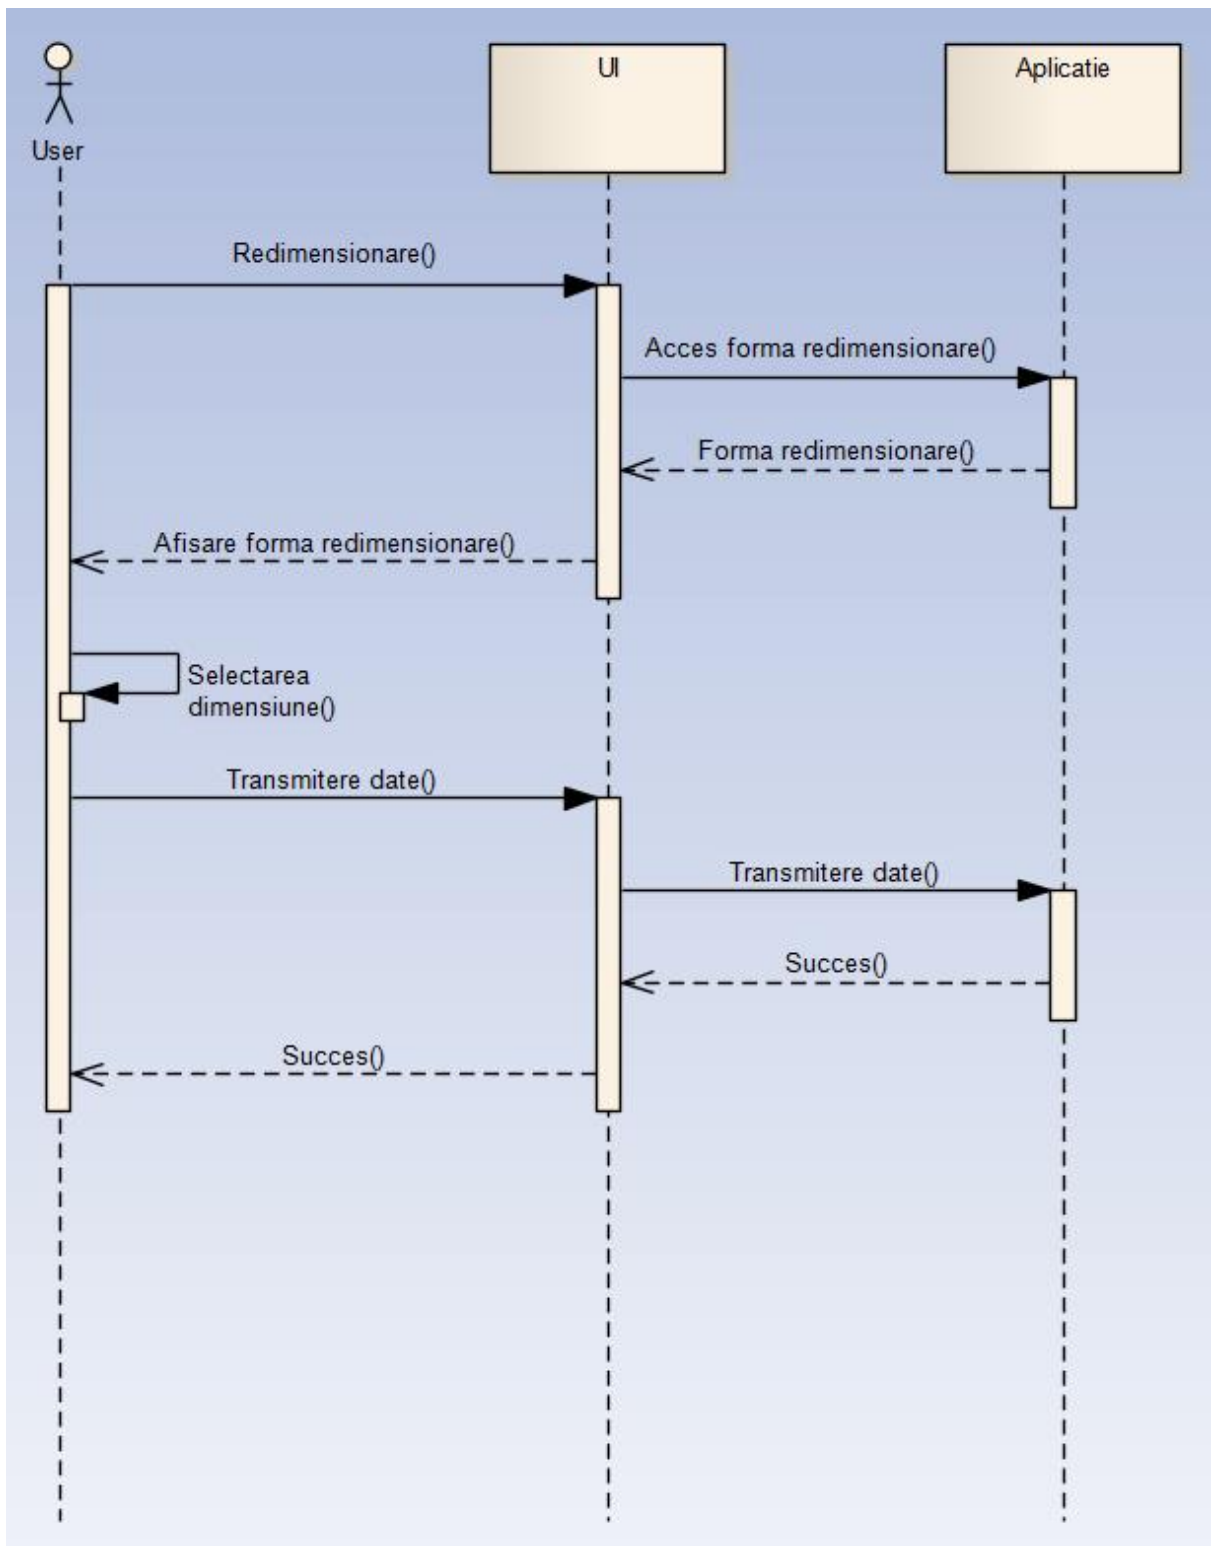 User
UI
Aplicatie
Redimensionare()
Acces forma redimensionare()
Forma redimensionare()
Afisare forma redimensionare()
Selectarea
dimensiune()
Transmitere date()
Transmitere date()
Succes()
Succes()